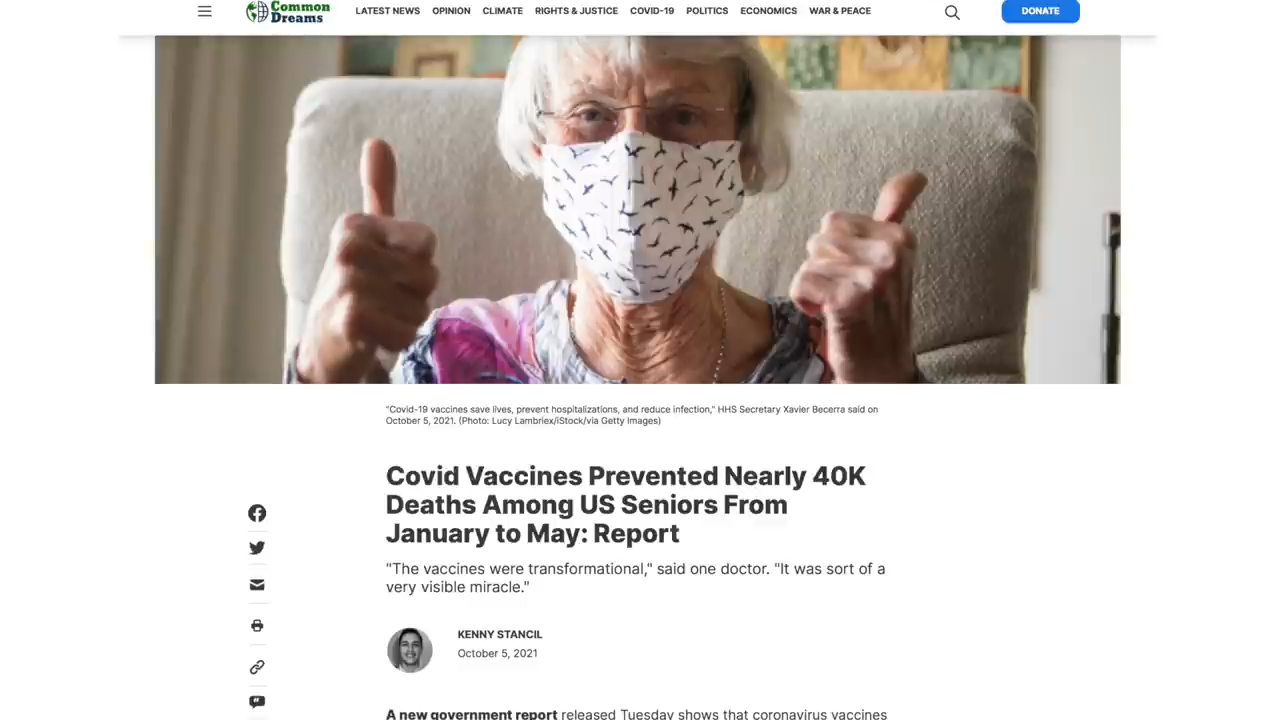 Common
Dreams
LATEST NEWS OPINION CLIMATE RIGHTS & JUSTICE COVID-19 POLITICS ECONOMICS WAR & PEACE
DONATE
"Covid-19 vaccines save lives, prevent hospitalizations, and reduce infection," HHS Secretary Xavier Becerra said on
October 5, 2021. (Photo: Lucy Lambriex/iStock/via Getty Images)
Covid Vaccines Prevented Nearly 40K
Deaths Among US Seniors From
January to May: Report
"The vaccines were transformational," said one doctor. "It was sort of a
very visible miracle."
KENNY STANCIL
October 5, 2021
A new government report released Tuesday shows that coronavirus vaccines